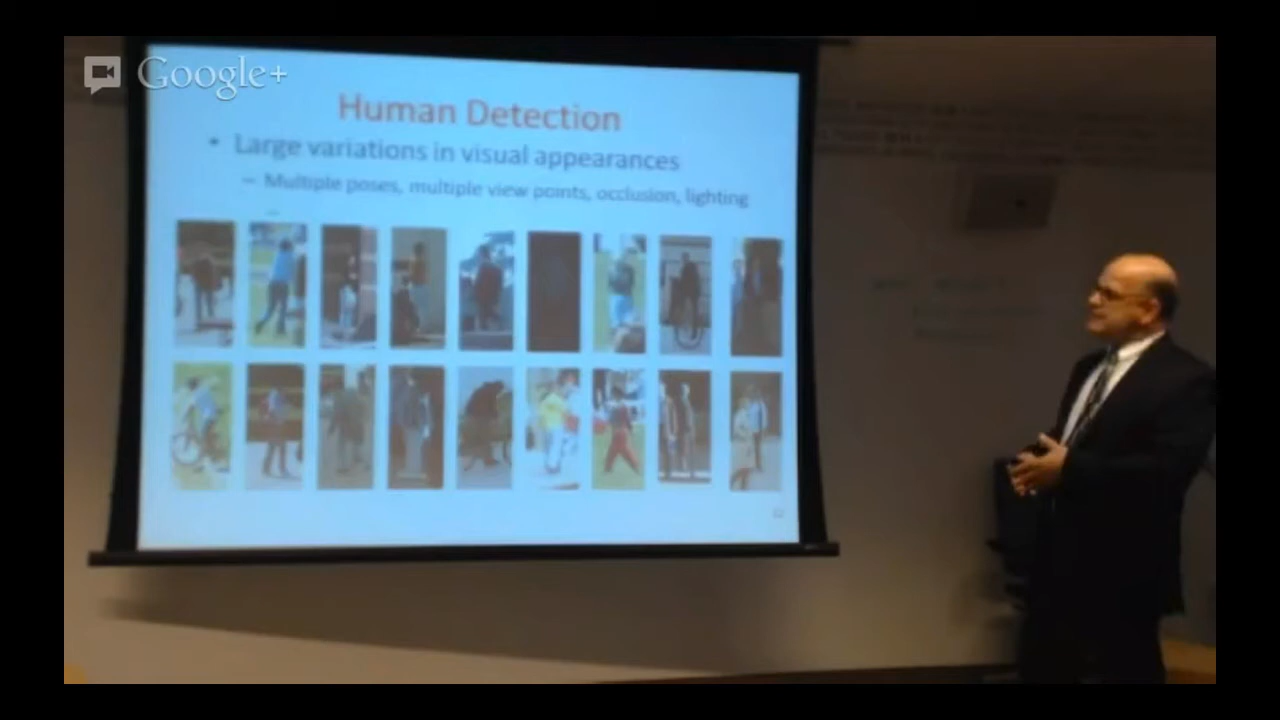 Google+
Human Detection
• Large variations in visual appearances
– Multiple poses, multiple view points, occlusion, lighting